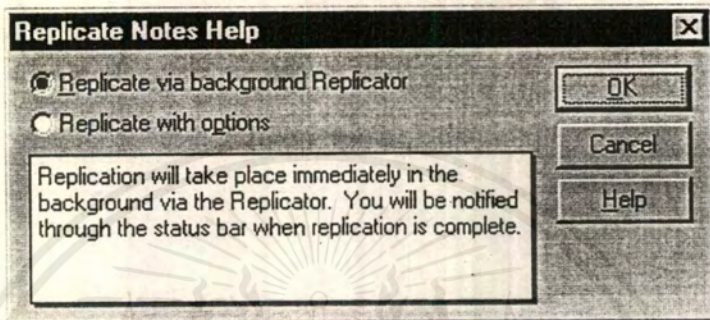 Replicate Notes Help
Replicate via background Replicator
Replicate with options
Replication will take place immediately in the
background via the Replicator. You will be notified
through the status bar when replication is complete.
OK
Cancel
Help